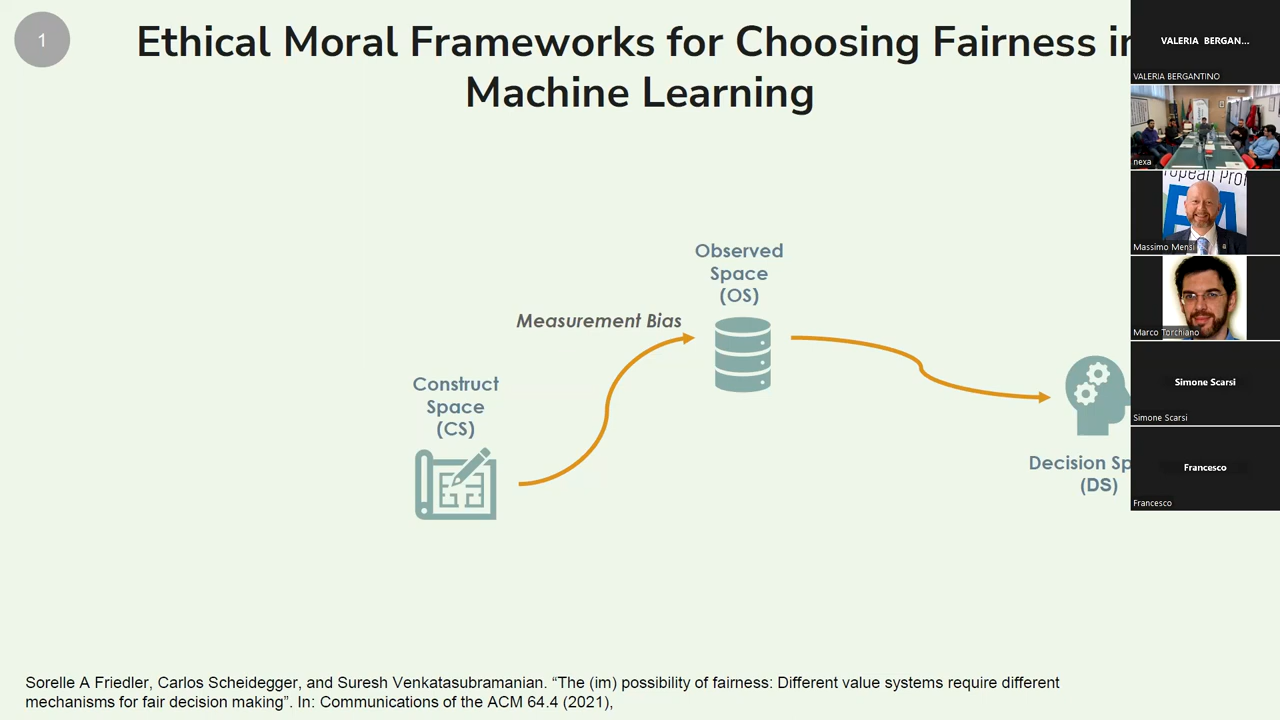 1
Ethical Moral Frameworks for Choosing Fairness in
Machine Learning
Observed
Space
(OS)
Measurement Bias
Construct
Space
(CS)
Decision Sp
(DS)
Sorelle A Friedler, Carlos Scheidegger, and Suresh Venkatasubramanian. “The (im) possibility of fairness: Different value systems require different
mechanisms for fair decision making”. In: Communications of the ACM 64.4 (2021),
VALERIA BERGAN...
VALERIA BERGANTINO
nexa
Massimo Mensi
Marco Torchiano
Simone Scarsi
Simone Scarsi
Francesco
Francesco